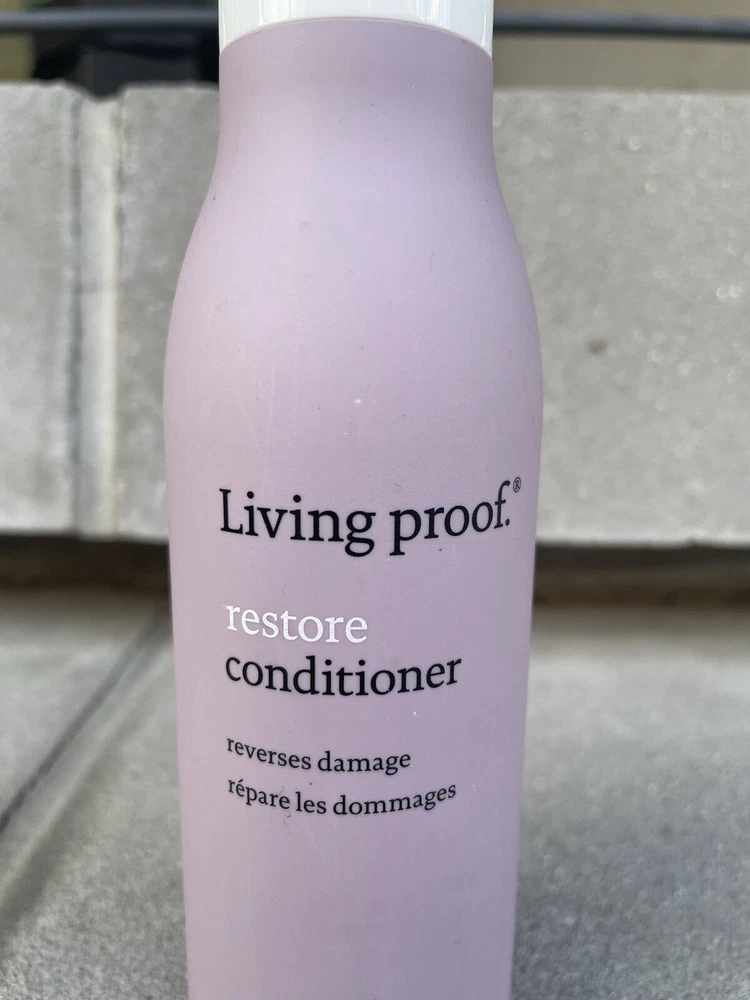 Living proof.®
restore
conditioner
reverses damage
répare les dommages